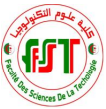 كلية علوم التكنولوجيا
FST
Faculté Des Sciences De La Technologie